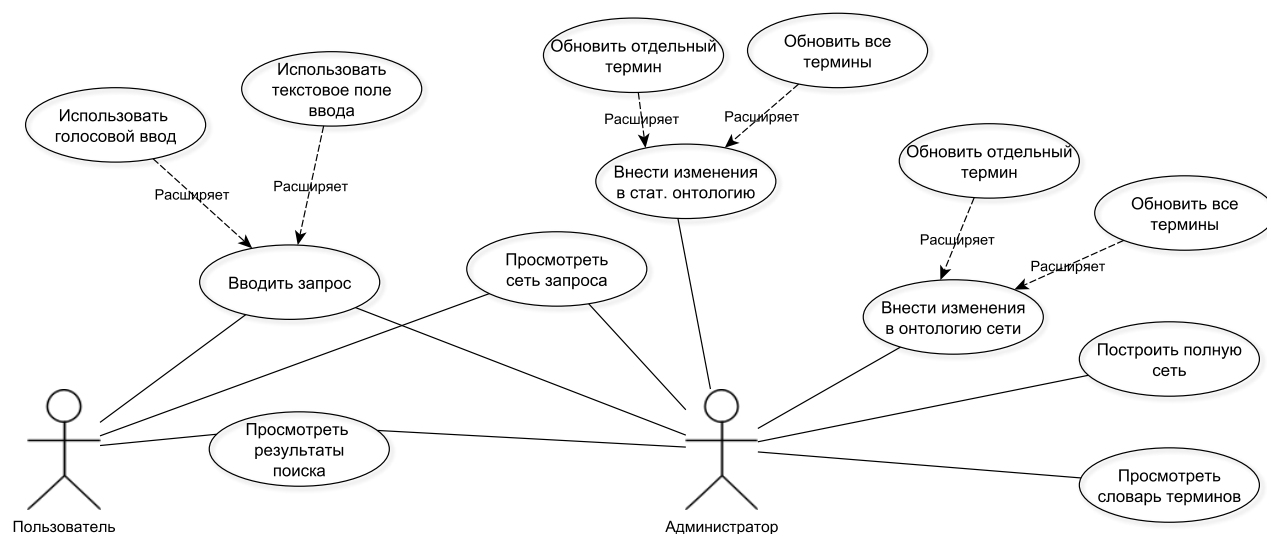 Обновить отдельный
термин
Обновить все
термины
Использовать
текстовое поле
ввода
Использовать
голосовой ввод
Расширяет
Расширяет
Расширяет
Расширяет
Внести изменения
в стат. онтологию
Обновить отдельный
термин
Обновить все
термины
Расширяет
Расширяет
Вводить запрос
Просмотреть
сеть запроса
Внести изменения
в онтологию сети
Построить полную
сеть
Просмотреть
результаты
поиска
Просмотреть
словарь терминов
Пользователь
Администратор